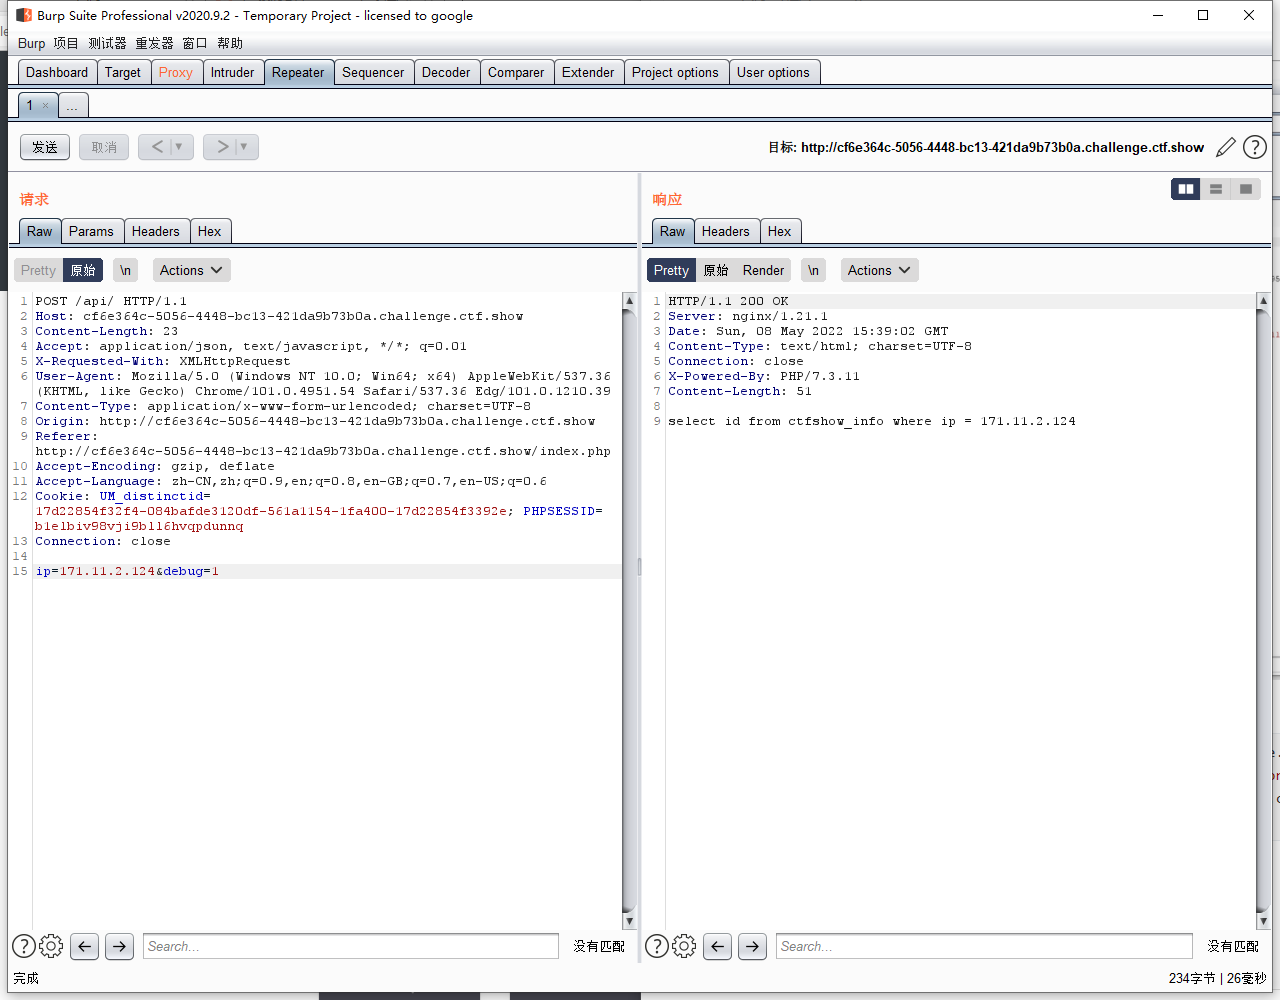 Burp Suite Professional v2020.9.2 - Temporary Project - licensed to google
Burp 项目 测试器 重发器 窗口 帮助
Dashboard Target Proxy Intruder Repeater Sequencer Decoder Comparer Extender Project options User options
1 × ...
发送 取消 < > 目标: http://cf6e364c-5056-4448-bc13-421da9b73b0a.challenge.ctf.show
请求
Raw Params Headers Hex
Pretty 原始 \n Actions
1 POST /api/ HTTP/1.1
2 Host: cf6e364c-5056-4448-bc13-421da9b73b0a.challenge.ctf.show
3 Content-Length: 23
4 Accept: application/json, text/javascript, */*; q=0.01
5 X-Requested-With: XMLHttpRequest
6 User-Agent: Mozilla/5.0 (Windows NT 10.0; Win64; x64) AppleWebKit/537.36
(KHTML, like Gecko) Chrome/101.0.4951.54 Safari/537.36 Edg/101.0.1210.39
7 Content-Type: application/x-www-form-urlencoded; charset=UTF-8
8 Origin: http://cf6e364c-5056-4448-bc13-421da9b73b0a.challenge.ctf.show
9 Referer:
http://cf6e364c-5056-4448-bc13-421da9b73b0a.challenge.ctf.show/index.php
10 Accept-Encoding: gzip, deflate
11 Accept-Language: zh-CN,zh;q=0.9,en;q=0.8,en-GB;q=0.7,en-US;q=0.6
12 Cookie: UM_distinctid=
17d22854f32f4-084bafde3120df-561a1154-1fa400-17d22854f3392e; PHPSESSID=
13 Connection: close
14
15 ip=171.11.2.124&debug=1
Search... 没有匹配
响应
Raw Headers Hex
Pretty 原始 Render \n Actions
1 HTTP/1.1 200 OK
2 Server: nginx/1.21.1
3 Date: Sun, 08 May 2022 15:39:02 GMT
4 Content-Type: text/html; charset=UTF-8
5 Connection: close
6 X-Powered-By: PHP/7.3.11
7 Content-Length: 51
8
9 select id from ctfshow_info where ip = 171.11.2.124
Search... 没有匹配
完成 234字节 | 26毫秒